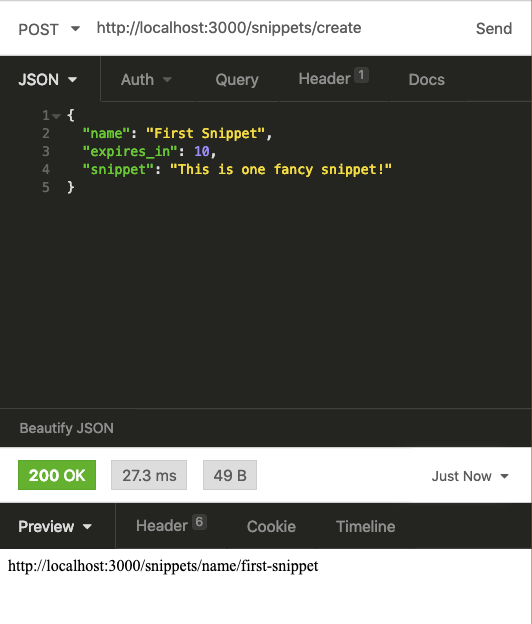 POST http://localhost:3000/snippets/create Send
JSON Auth Query Header 1 Docs
1 {
2 "name": "First Snippet",
3 "expires_in": 10,
4 "snippet": "This is one fancy snippet!"
5 }
Beautify JSON
200 OK 27.3 ms 49 B Just Now
Preview Header 6 Cookie Timeline
http://localhost:3000/snippets/name/first-snippet